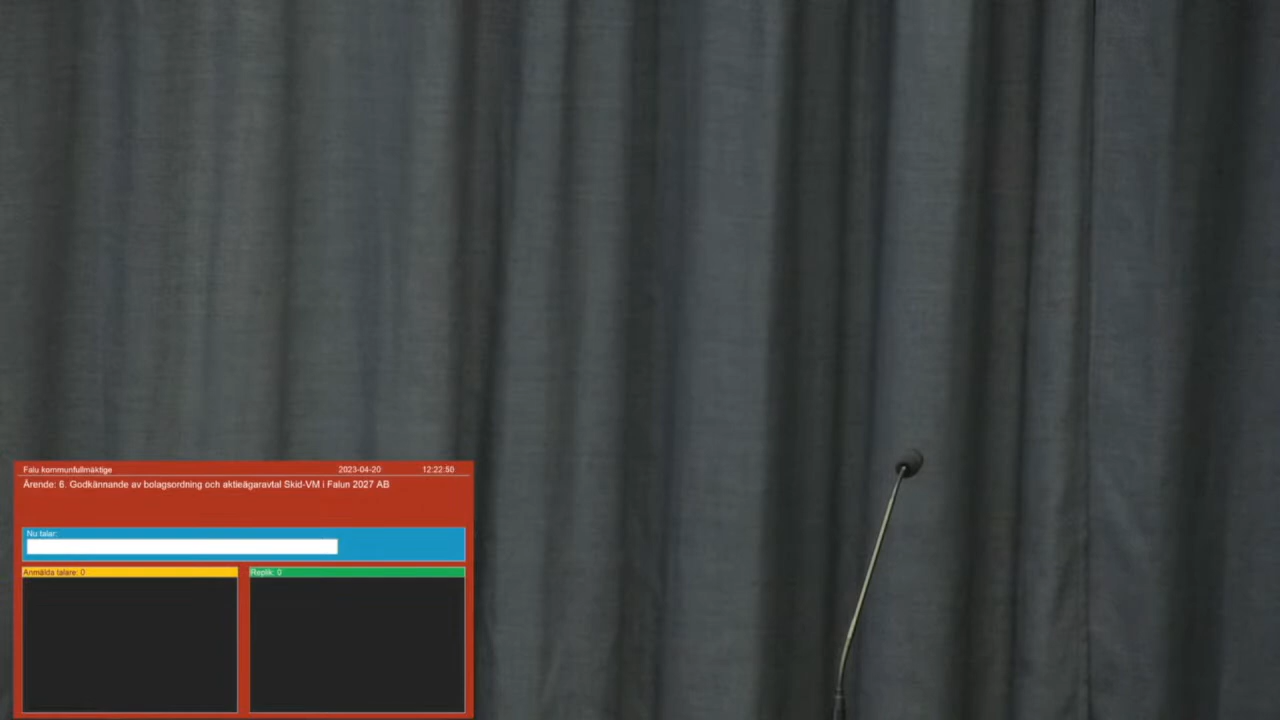 Falu kommunfullmäktige 2023-04-20 12:22:50
Ärende: 6. Godkännande av bolagsordning och aktieägaravtal Skid-VM i Falun 2027 AB
Nu talar:
Anmälda talare: 0 Replik: 0